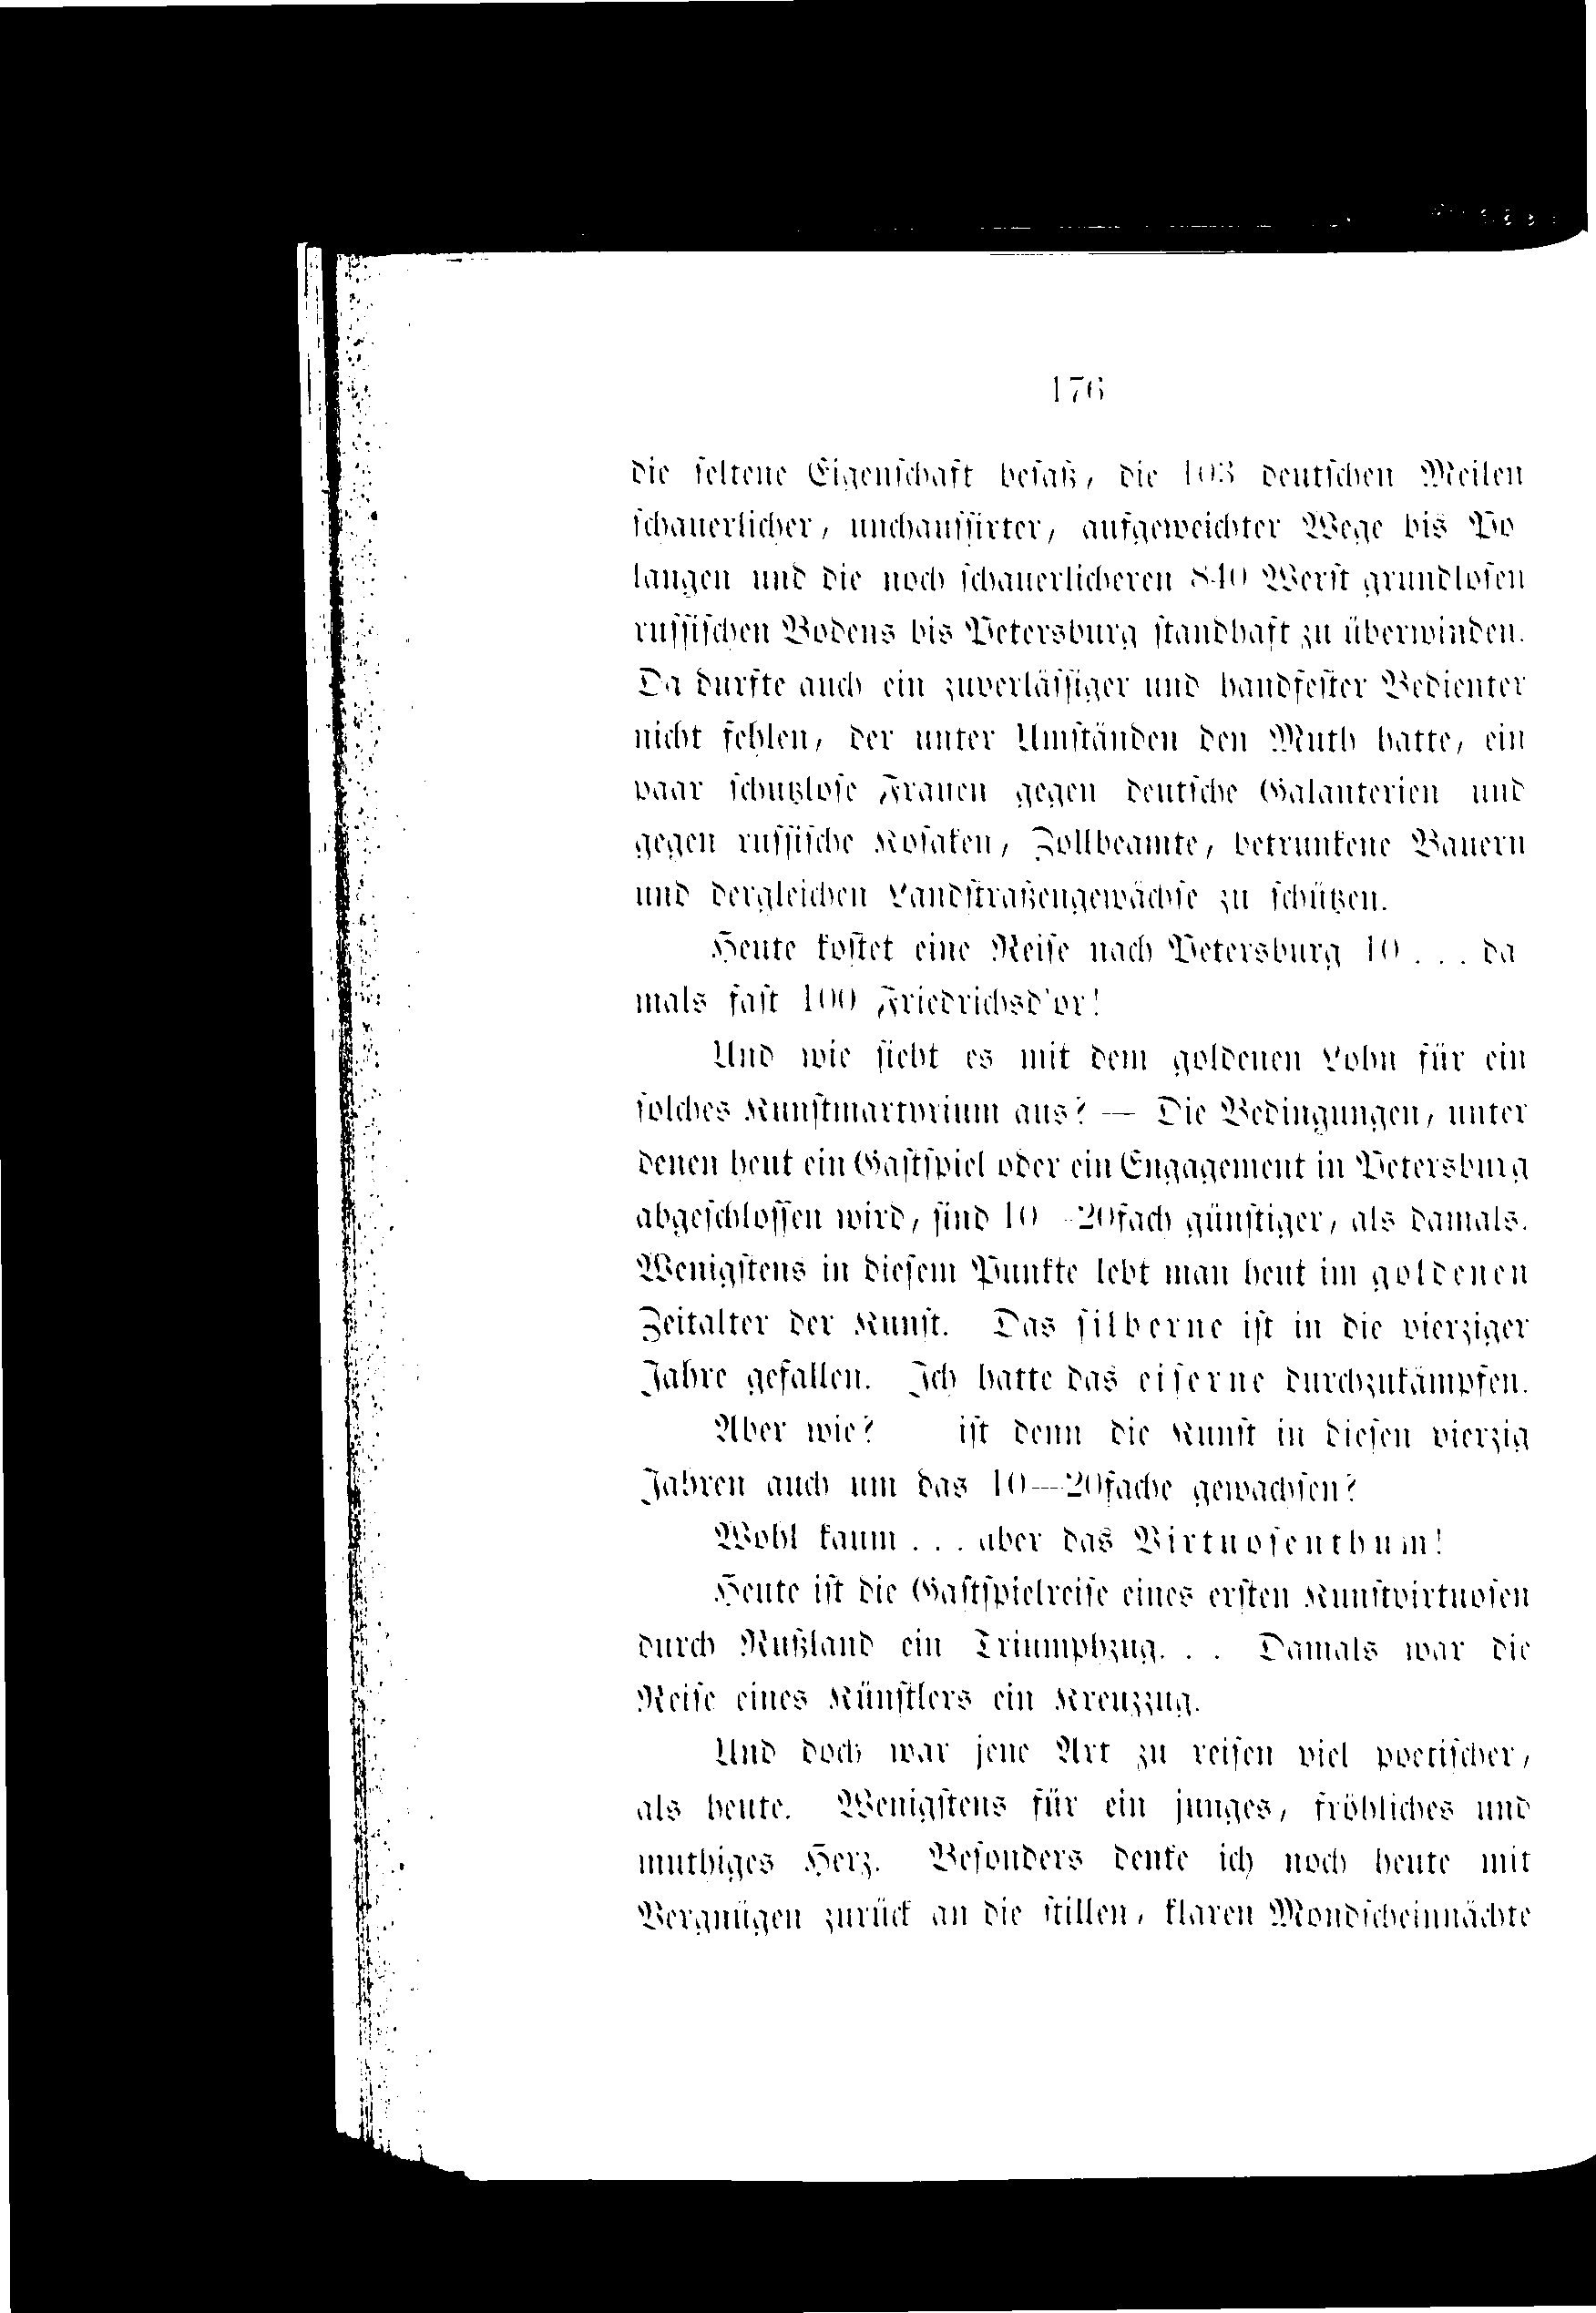 176
die ſeltene Eigenſchaft beſaß, die 103 deutſchen Meilen
ſchauerlicher, unchauſſirter, aufgeweichter Wege bis Po
langen und die noch ſchauerlicheren 840 Werſt grundloſen
ruſſiſchen Bodens bis Petersburg ſtandhaft zu überwinden.
Da durfte auch ein zuverläſſiger und handfeſter Bedienter
nicht fehlen, der unter Umſtänden den Muth hatte, ein
paar ſchutzloſe Frauen gegen deutſche Galanterien und
gegen ruſſiſche Koſaken, Zollbeamte, betrunkene Bauern
und dergleichen Landſtraßengewächſe zu ſchützen.
Heute koſtet eine Reiſe nach Petersburg 10 . . . da
mals faſt 100 Friedrichsd'or!
Und wie ſieht es mit dem goldenen Lohn für ein
ſolches Kunſtmartyrium aus? — Die Bedingungen, unter
denen heut ein Gaſtſpiel oder ein Engagement in Petersburg
abgeſchloſſen wird, ſind 10—20fach günſtiger, als damals.
Wenigſtens in dieſem Punkte lebt man heut im goldenen
Zeitalter der Kunſt. Das ſilberne iſt in die vierziger
Jahre gefallen. Ich hatte das eiſerne durchzukämpfen.
Aber wie? iſt denn die Kunſt in dieſen vierzig
Jahren auch um das 10—20fache gewachſen?
Wohl kaum . . . aber das Virtuoſenthum!
Heute iſt die Gaſtſpielreiſe eines erſten Kunſtvirtuoſen
durch Rußland ein Triumphzug. . . Damals war die
Reiſe eines Künſtlers ein Kreuzzug.
Und doch war jene Art zu reiſen viel poetiſcher,
als heute. Wenigſtens für ein junges, fröhliches und
muthiges Herz. Beſonders denke ich noch heute mit
Vergnügen zurück an die ſtillen, klaren Mondſcheinnächte